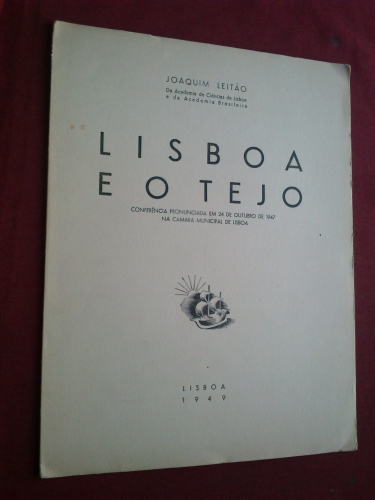 JOAQUIM LEITÃO
Da Academia de Ciências de Lisboa
e da Academia Brasileira
LISBOA
E O TEJO
CONFERÊNCIA PRONUNCIADA EM 24 DE OUTUBRO DE 1947
NA CAMARA MUNICIPAL DE LISBOA
LISBOA
1949